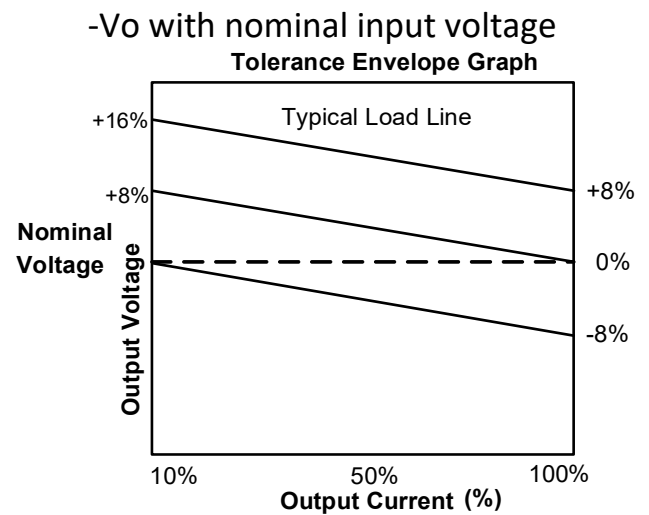 -Vo with nominal input voltage
Tolerance Envelope Graph
Typical Load Line
+16%
+8%
+8%
Nominal
Voltage
Output Voltage
0%
-8%
10%
50%
100%
Output Current (%)